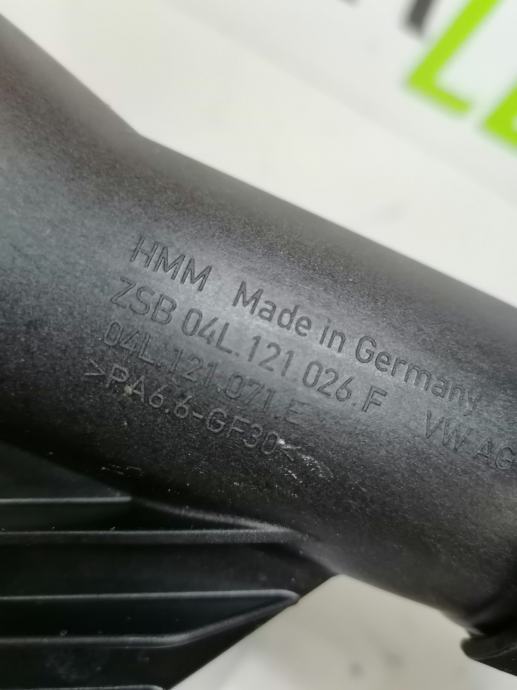 HMM Made in Germany
ZSB 04L.121 026.F VW AG
04L.121.071.E
>PA6.6-GF30<